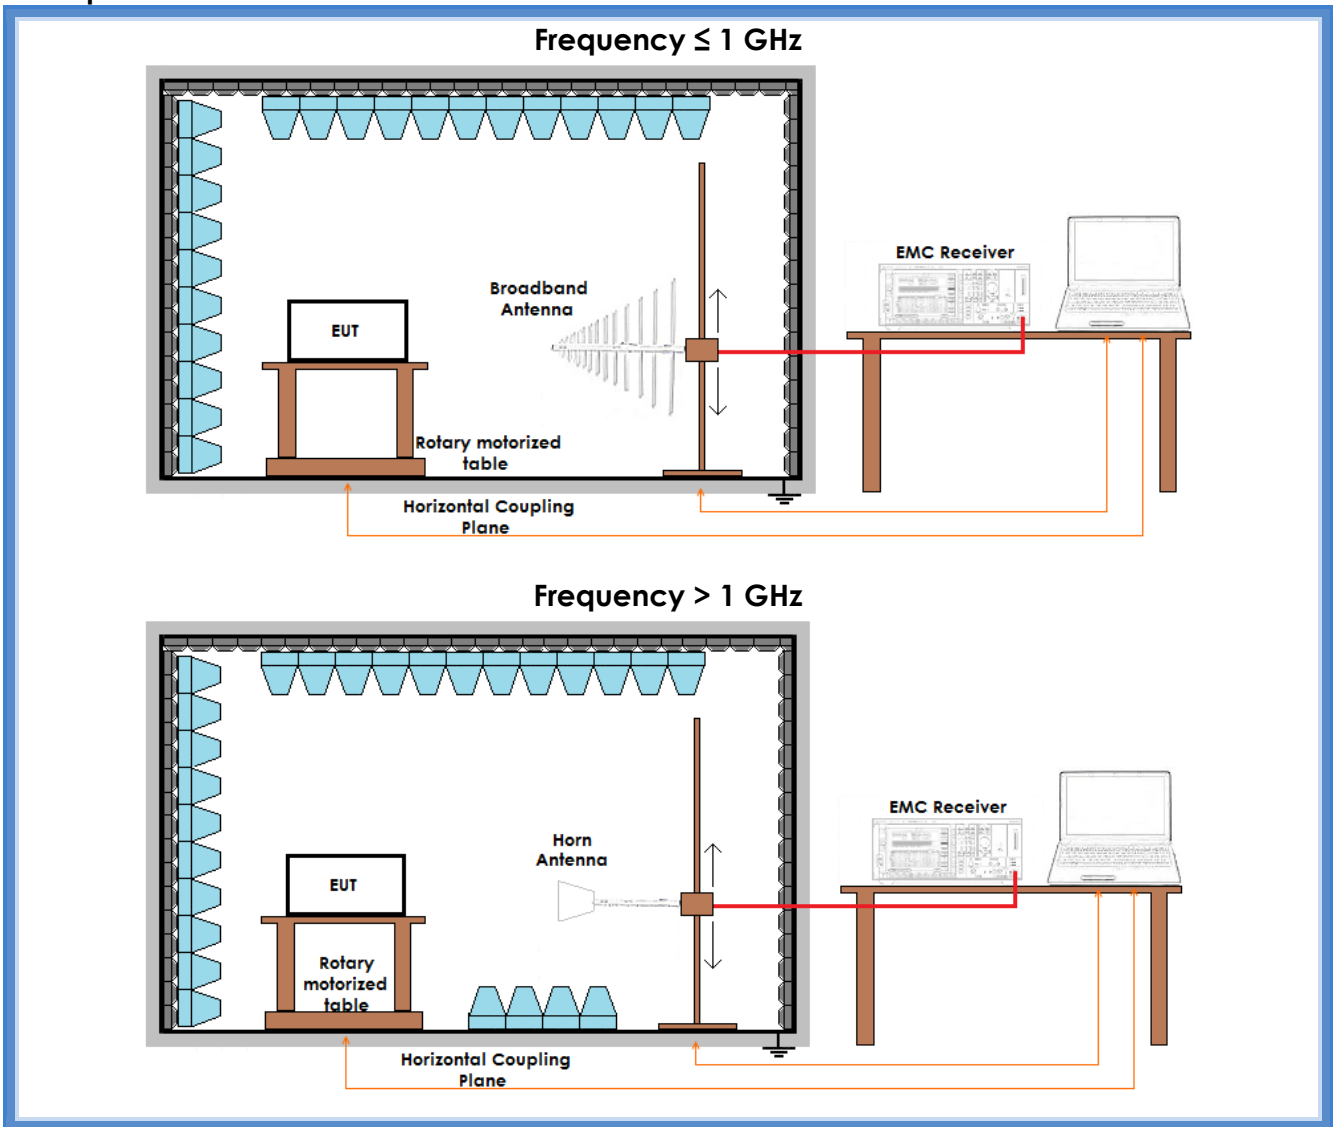 Frequency ≤ 1 GHz
EMC Receiver
Broadband
Antenna
EUT
Rotary motorized
table
Horizontal Coupling
Plane
Frequency > 1 GHz
EMC Receiver
Horn
Antenna
EUT
Rotary
motorized
table
Horizontal Coupling
Plane